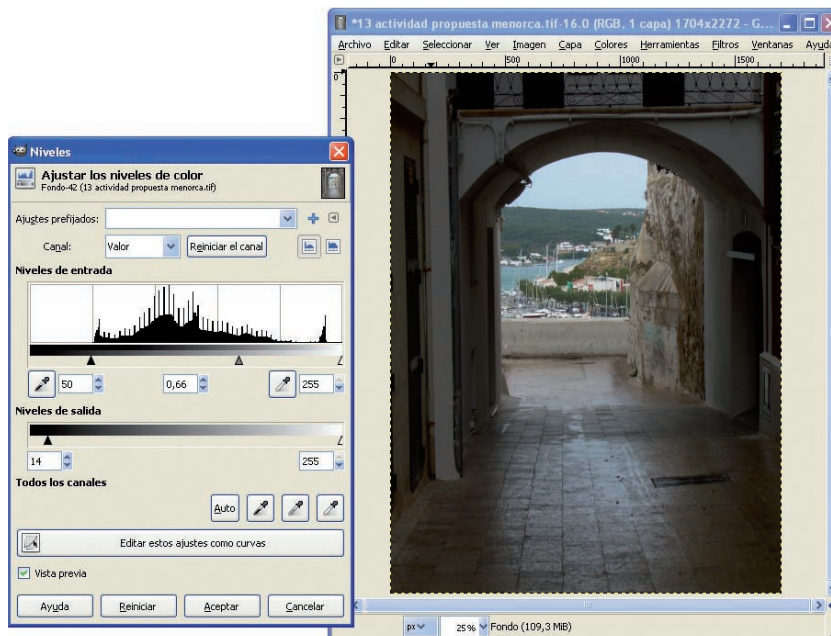 *13 actividad propuesta menorca.tif-16.0 (RGB, 1 capa) 1704x2272 - G...
Archivo Editar Seleccionar Ver Imagen Capa Colores Herramientas Filtros Ventanas Ayuda
0 500 1000 1500
0
Niveles
Ajustar los niveles de color
Fondo-42 (13 actividad propuesta menorca.tif)
Ajustes prefijados:
Canal: Valor Reiniciar el canal
Niveles de entrada
50 0,66 255
Niveles de salida
14 255
Todos los canales
Auto
Editar estos ajustes como curvas
Vista previa
Ayuda Reiniciar Aceptar Cancelar
px 25% Fondo (109,3 MiB)